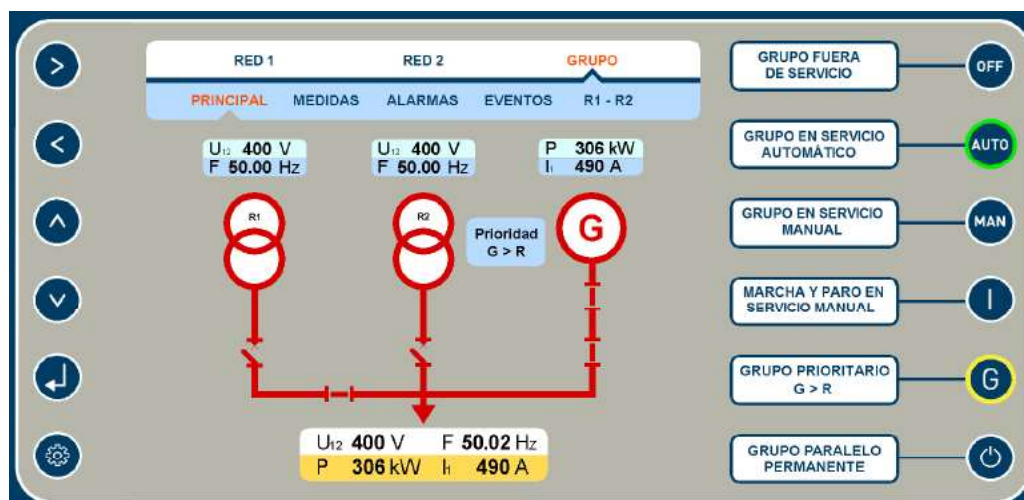 RED 1 RED 2 GRUPO
PRINCIPAL MEDIDAS ALARMAS EVENTOS R1 - R2
U12 400 V
F 50.00 Hz
U12 400 V
F 50.00 Hz
P 306 kW
I1 490 A
R1
R2
Prioridad
G > R
G
U12 400 V F 50.02 Hz
P 306 kW I1 490 A
GRUPO FUERA
DE SERVICIO
OFF
GRUPO EN SERVICIO
AUTOMÁTICO
AUTO
GRUPO EN SERVICIO
MANUAL
MAN
MARCHA Y PARO EN
SERVICIO MANUAL
I
GRUPO PRIORITARIO
G > R
G
GRUPO PARALELO
PERMANENTE